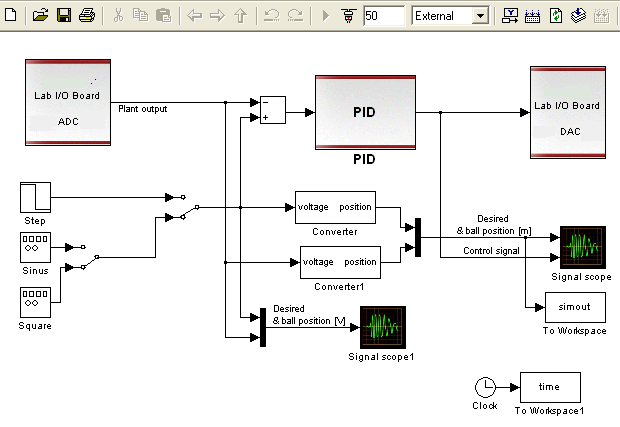 50 External
Lab I/O Board
ADC
Plant output
−
+
PID
PID
Lab I/O Board
DAC
Step
Sinus
Square
voltage position
Converter
voltage position
Converter1
Desired
& ball position [m]
Control signal
Signal scope
simout
To Workspace
Desired
& ball position [V]
Signal scope1
Clock
time
To Workspace1